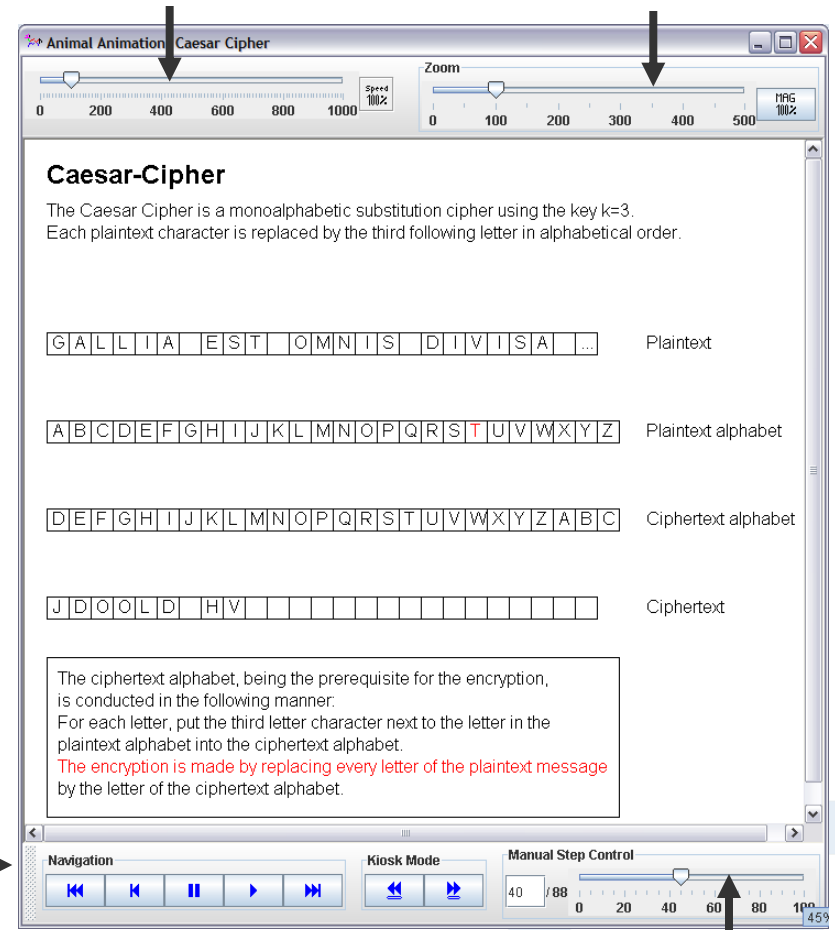 Animal Animation: Caesar Cipher
Zoom
Speed
100%
MAG
100%
0 200 400 600 800 1000
0 100 200 300 400 500
Caesar-Cipher
The Caesar Cipher is a monoalphabetic substitution cipher using the key k=3.
Each plaintext character is replaced by the third following letter in alphabetical order.
G A L L I A E S T O M N I S D I V I S A ... Plaintext
A B C D E F G H I J K L M N O P Q R S T U V W X Y Z Plaintext alphabet
D E F G H I J K L M N O P Q R S T U V W X Y Z A B C Ciphertext alphabet
J D O O L D H V Ciphertext
The ciphertext alphabet, being the prerequisite for the encryption,
is conducted in the following manner:
For each letter, put the third letter character next to the letter in the
plaintext alphabet into the ciphertext alphabet.
The encryption is made by replacing every letter of the plaintext message
by the letter of the ciphertext alphabet.
Navigation Kiosk Mode Manual Step Control
40 /88
0 20 40 60 80
45%